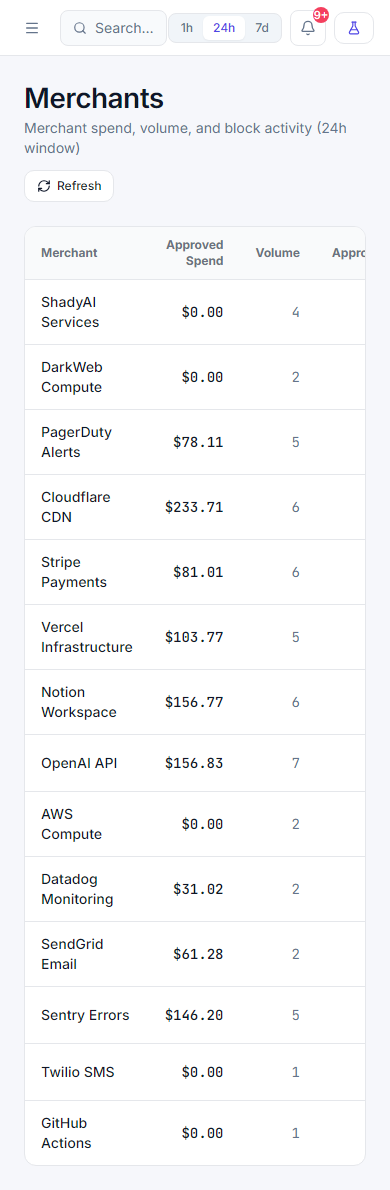 Search...
1h 24h 7d
9+
Merchants
Merchant spend, volume, and block activity (24h
window)
Refresh
Merchant Approved Spend Volume Appro
ShadyAI
Services
$0.00 4
DarkWeb
Compute
$0.00 2
PagerDuty
Alerts
$78.11 5
Cloudflare
CDN
$233.71 6
Stripe
Payments
$81.01 6
Vercel
Infrastructure
$103.77 5
Notion
Workspace
$156.77 6
OpenAI API $156.83 7
AWS
Compute
$0.00 2
Datadog
Monitoring
$31.02 2
SendGrid
Email
$61.28 2
Sentry Errors $146.20 5
Twilio SMS $0.00 1
GitHub
Actions
$0.00 1